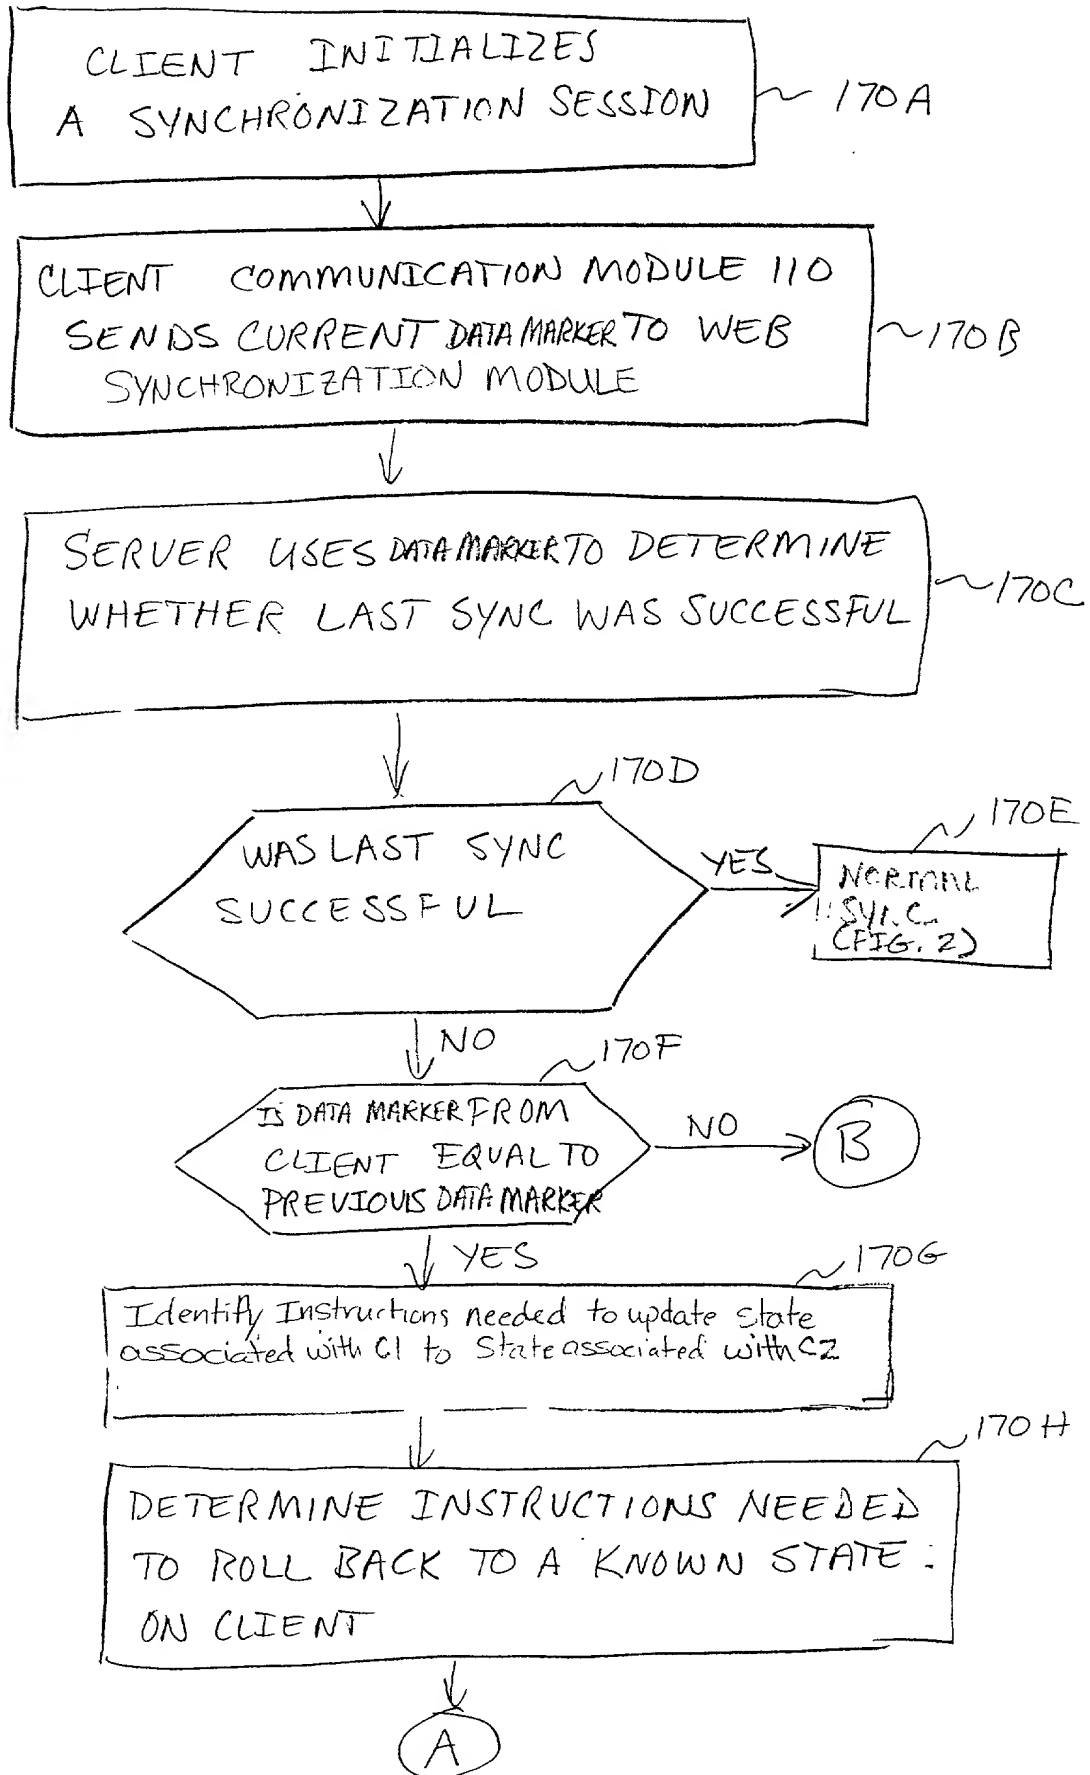 CLIENT INITIALIZES
A SYNCHRONIZATION SESSION
170A
CLIENT COMMUNICATION MODULE 110
SENDS CURRENT DATA MARKER TO WEB
SYNCHRONIZATION MODULE
170B
SERVER USES DATA MARKER TO DETERMINE
WHETHER LAST SYNC WAS SUCCESSFUL
170C
170D
WAS LAST SYNC
SUCCESSFUL
YES
170E
NORMAL
SYNC
(FIG. 2)
NO
170F
IS DATA MARKER FROM
CLIENT EQUAL TO
PREVIOUS DATA MARKER
NO
B
YES
170G
Identify Instructions needed to update state
associated with C1 to State associated with C2
170H
DETERMINE INSTRUCTIONS NEEDED
TO ROLL BACK TO A KNOWN STATE
ON CLIENT
A